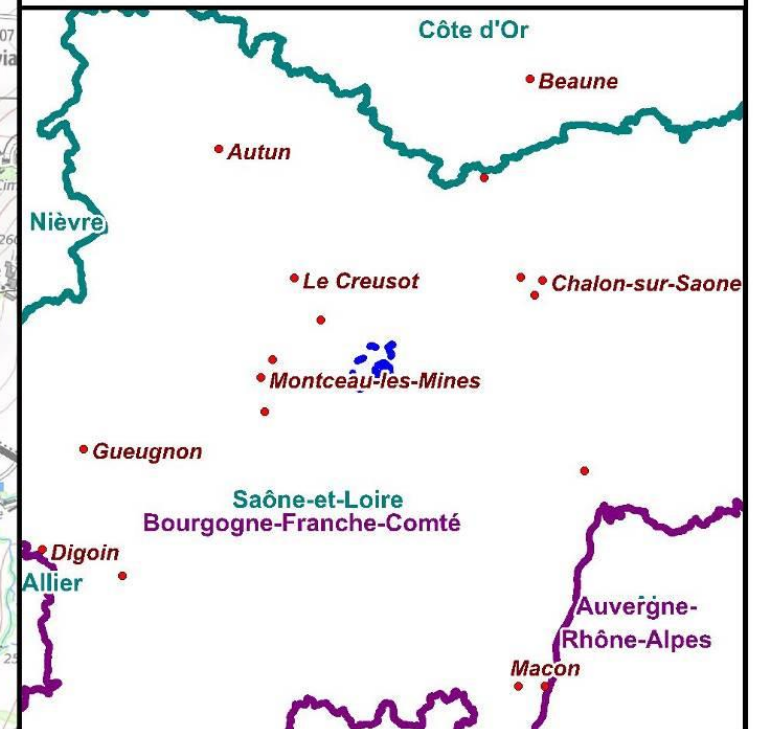 Côte d'Or
Beaune
Autun
Nièvre
Le Creusot
Chalon-sur-Saone
Montceau-les-Mines
Gueugnon
Saône-et-Loire
Bourgogne-Franche-Comté
Digoin
Allier
Auvergne-
Rhône-Alpes
Macon